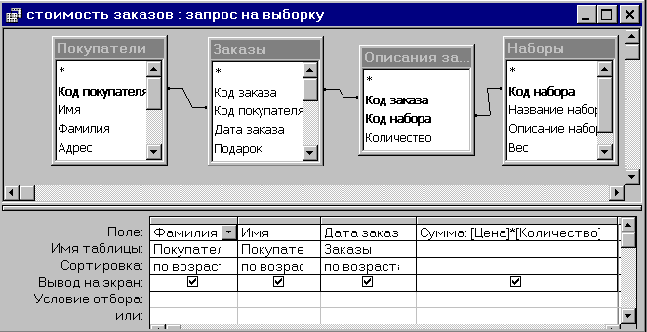 стоимость заказов : запрос на выборку
Покупатели
*
Код покупателя
Имя
Фамилия
Адрес
Заказы
*
Код заказа
Код покупателя
Дата заказа
Подарок
Описания за...
*
Код заказа
Код набора
Количество
Наборы
*
Код набора
Название набор
Описание набор
Вес
Поле: Фамилия Имя Дата заказ Сумма: [Цена]*[Количество]
Имя таблицы: Покупател Покупате Заказы
Сортировка: по возраст по возрас по возраста
Вывод на экран:
Условие отбора:
или: